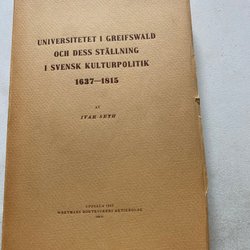 UNIVERSITETET I GREIFSWALD
OCH DESS STÄLLNING
I SVENSK KULTURPOLITIK
1637—1815
AV
IVAR SETH
UPPSALA